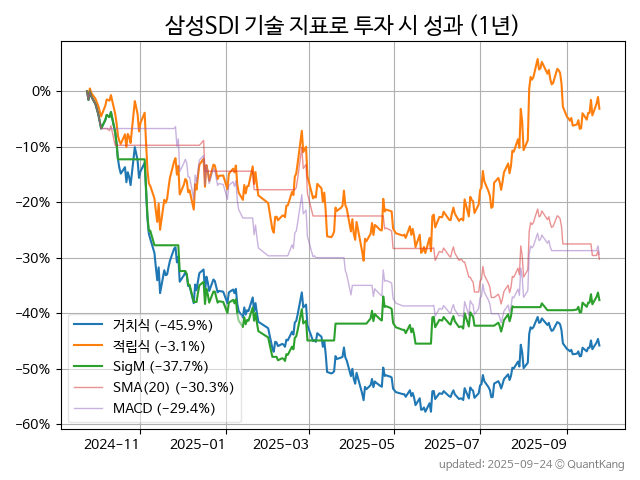 삼성SDI 기술 지표로 투자 시 성과 (1년)
0%
−10%
−20%
−30%
−40%
−50%
−60%
거치식 (−45.9%)
적립식 (−3.1%)
SigM (−37.7%)
SMA(20) (−30.3%)
MACD (−29.4%)
2024-11 2025-01 2025-03 2025-05 2025-07 2025-09
updated: 2025-09-24 © QuantKang